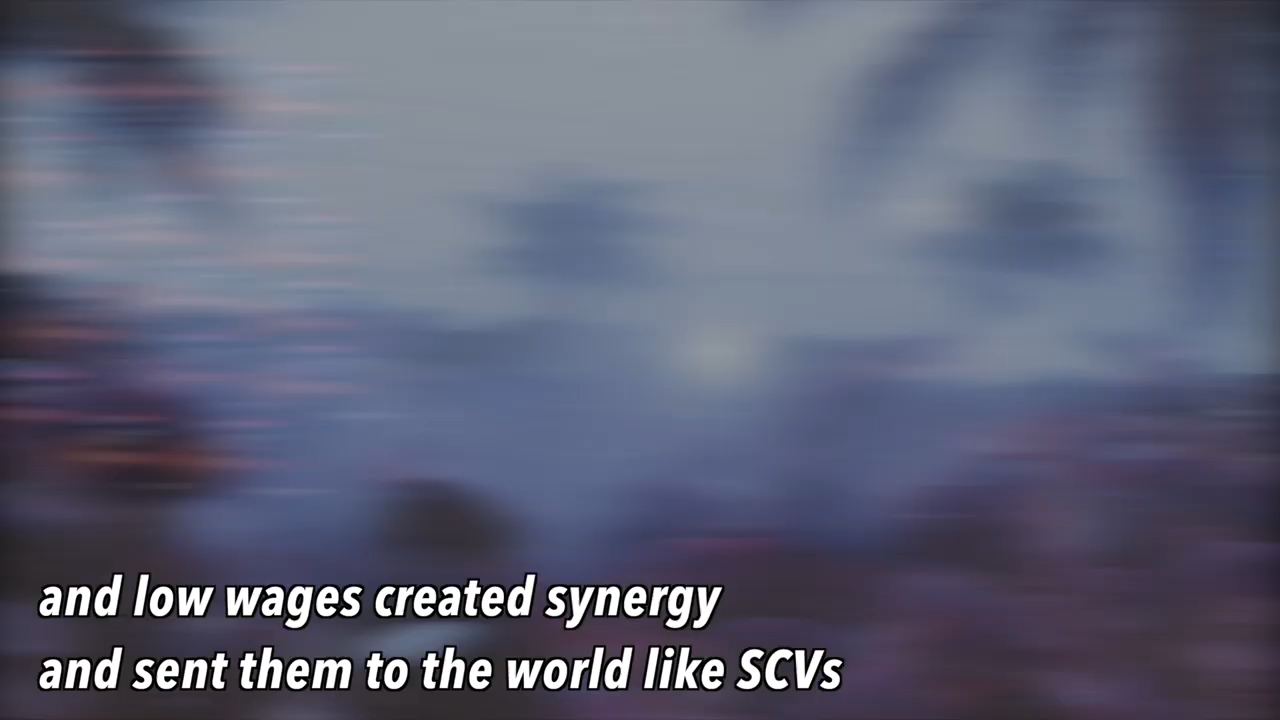 and low wages created synergy
and sent them to the world like SCVs